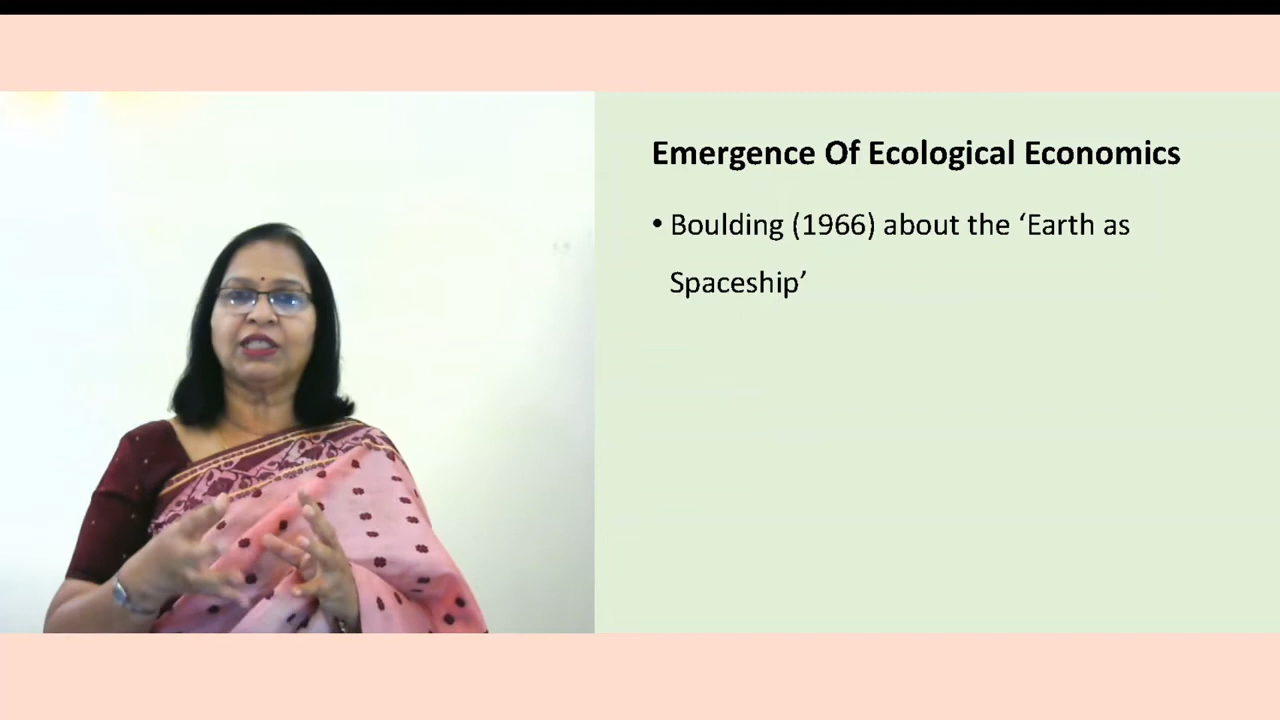 Emergence Of Ecological Economics
• Boulding (1966) about the ‘Earth as
Spaceship’